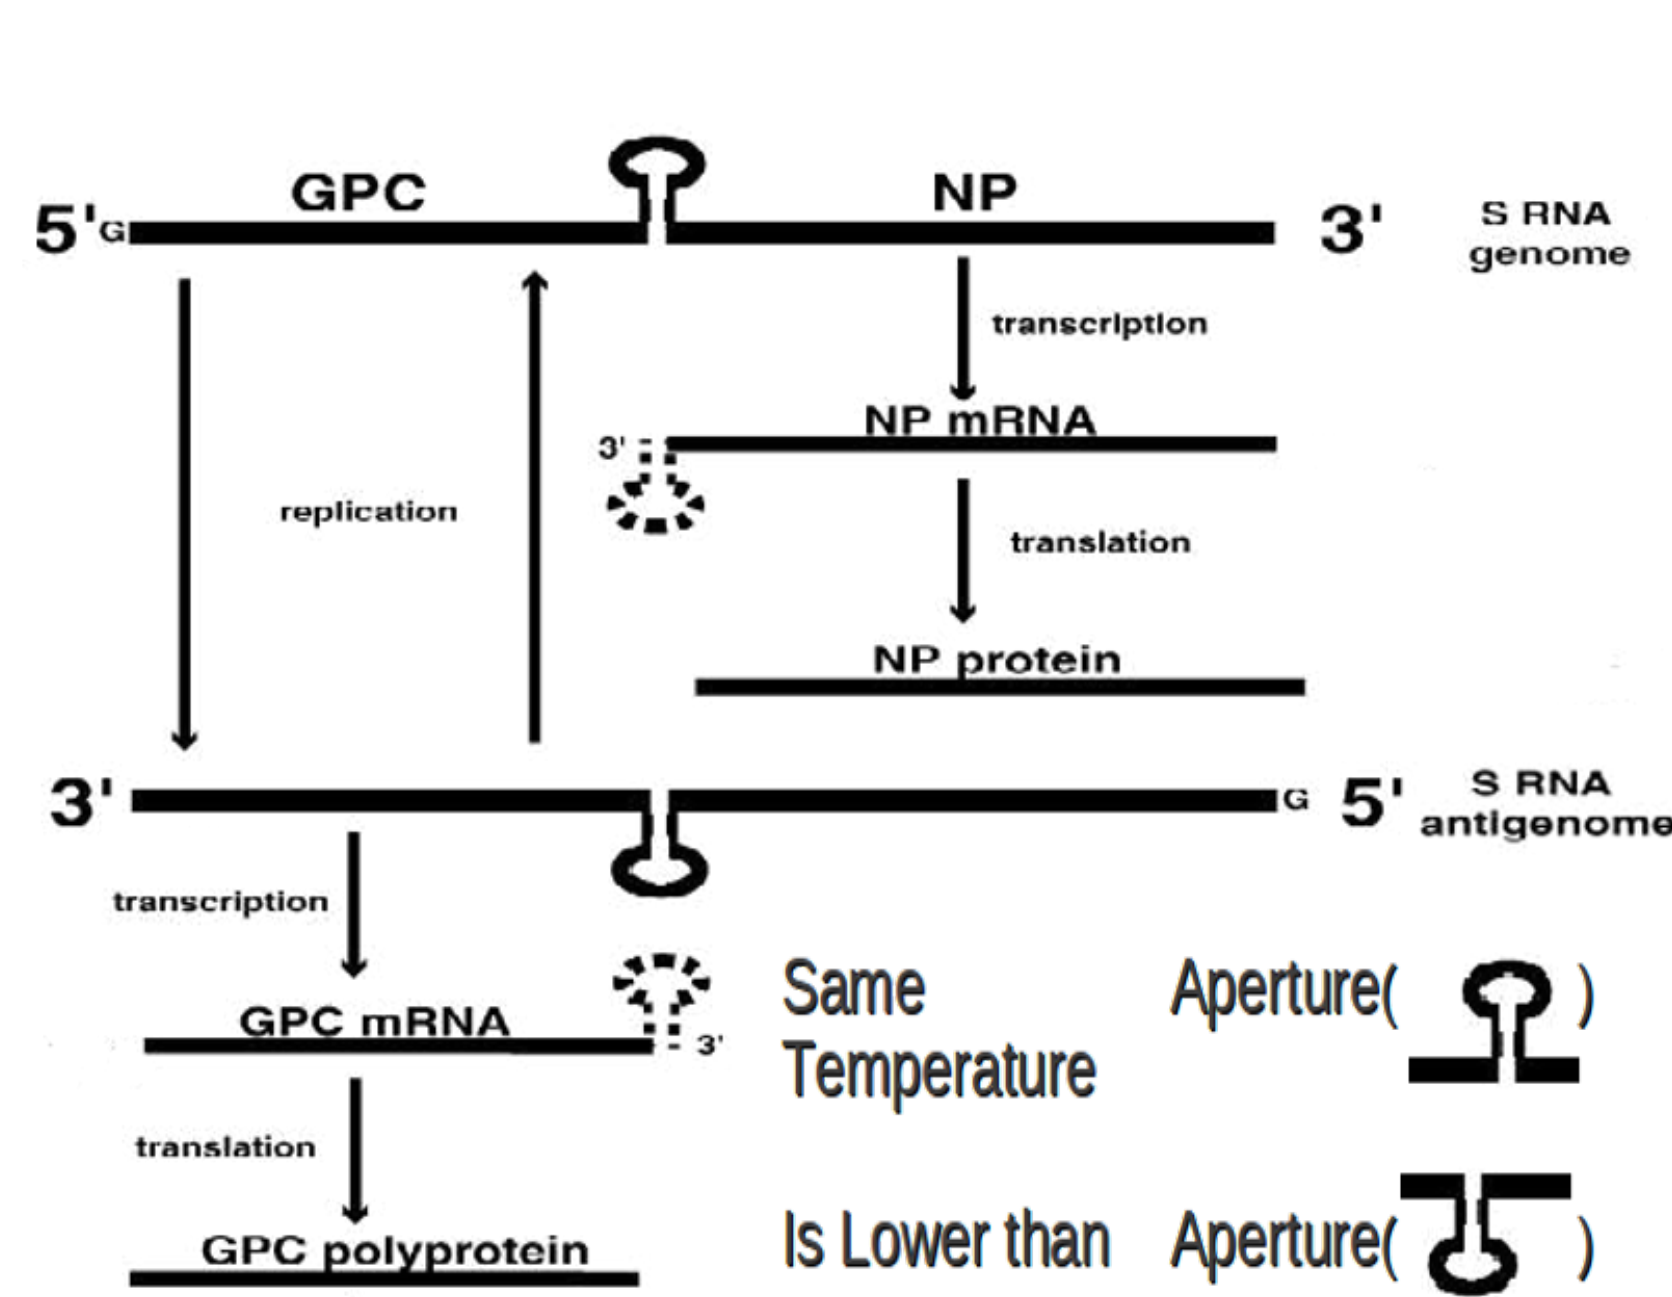 GPC
NP
5'G
3'
S RNA
genome
transcription
NP mRNA
3'
replication
translation
NP protein
3'
G 5'
S RNA
antigenome
transcription
GPC mRNA
3'
Same Aperture( )
Temperature
translation
Is Lower than Aperture( )
GPC polyprotein